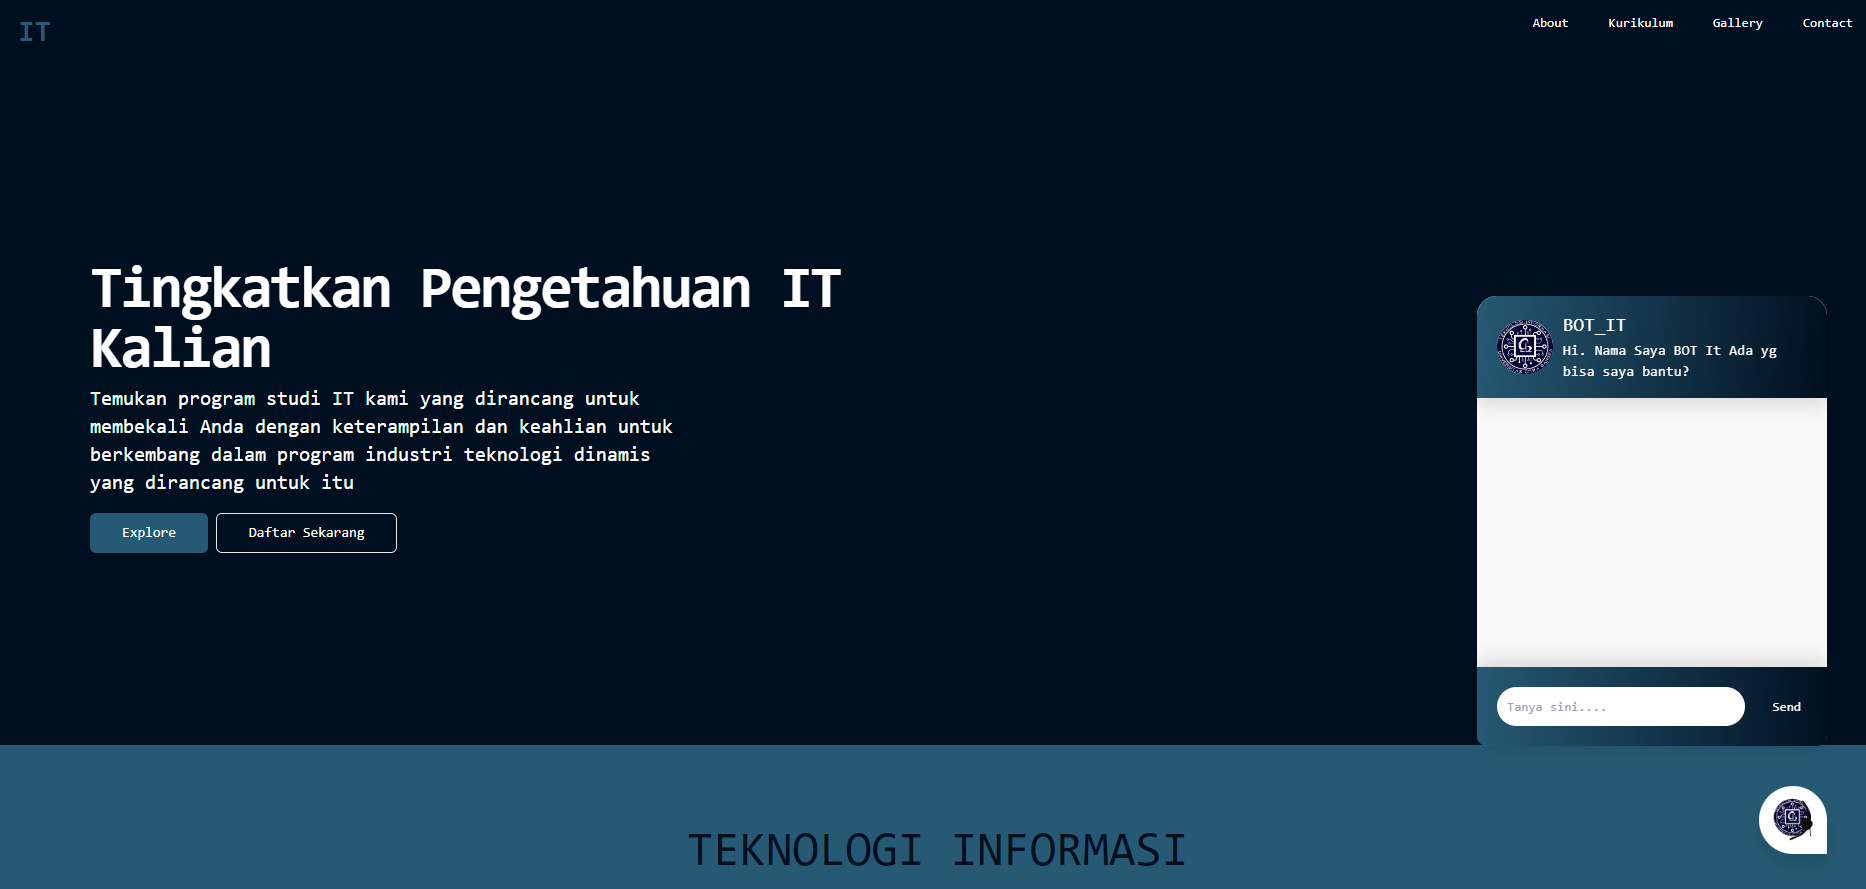 IT
About
Kurikulum
Gallery
Contact
Tingkatkan Pengetahuan IT
Kalian
Temukan program studi IT kami yang dirancang untuk
membekali Anda dengan keterampilan dan keahlian untuk
berkembang dalam program industri teknologi dinamis
yang dirancang untuk itu
Explore
Daftar Sekarang
BOT_IT
Hi. Nama Saya BOT It Ada yg
bisa saya bantu?
Tanya sini....
Send
TEKNOLOGI INFORMASI